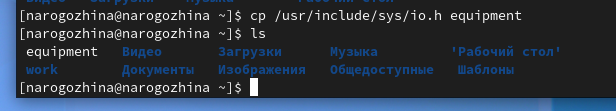 [narogozhina@narogozhina ~]$ cp /usr/include/sys/io.h equipment
[narogozhina@narogozhina ~]$ ls
equipment Видео Загрузки Музыка 'Рабочий стол'
work Документы Изображения Общедоступные Шаблоны
[narogozhina@narogozhina ~]$